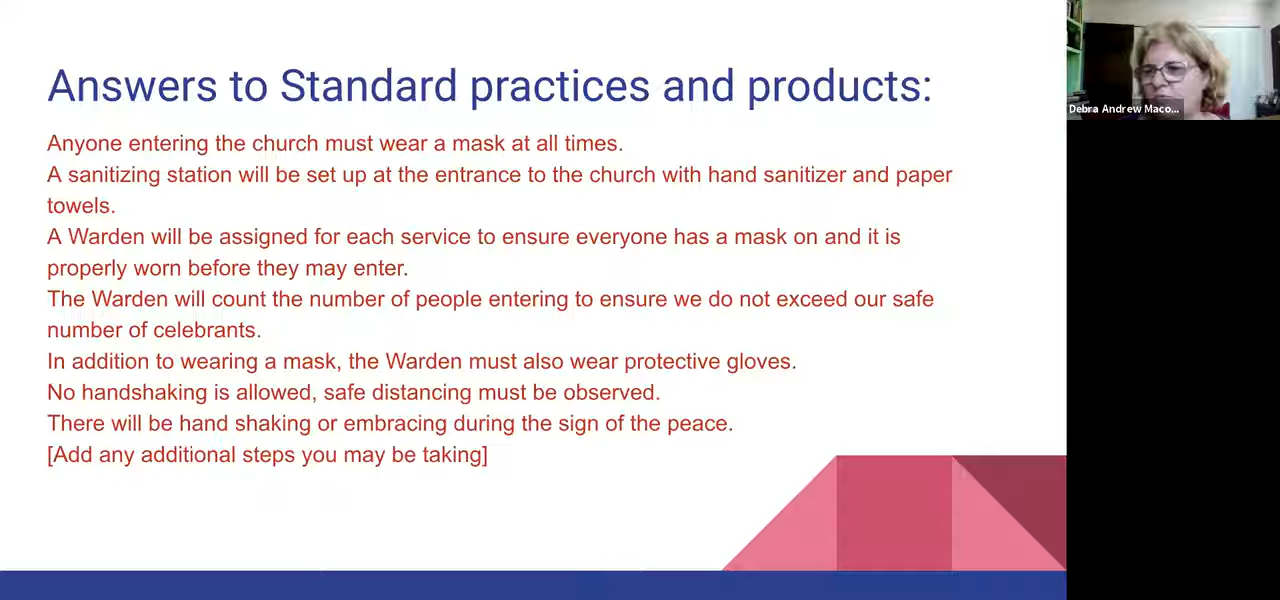 Answers to Standard practices and products:
Anyone entering the church must wear a mask at all times.
A sanitizing station will be set up at the entrance to the church with hand sanitizer and paper
towels.
A Warden will be assigned for each service to ensure everyone has a mask on and it is
properly worn before they may enter.
The Warden will count the number of people entering to ensure we do not exceed our safe
number of celebrants.
In addition to wearing a mask, the Warden must also wear protective gloves.
No handshaking is allowed, safe distancing must be observed.
There will be hand shaking or embracing during the sign of the peace.
[Add any additional steps you may be taking]
Debra Andrew Maco...